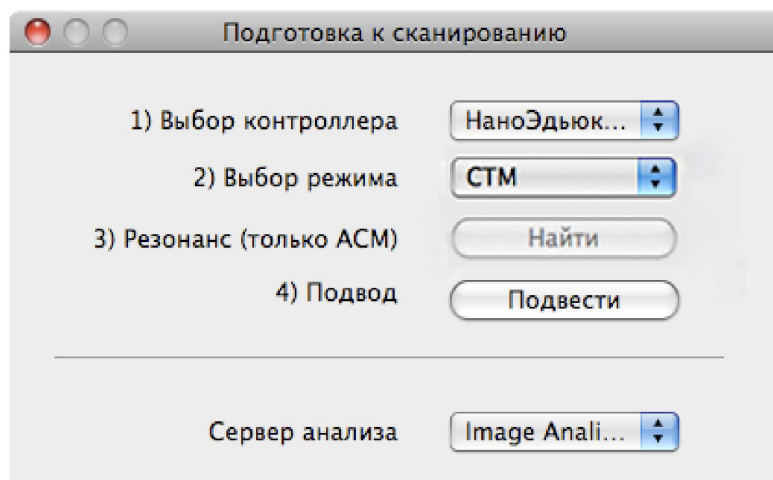 Подготовка к сканированию
1) Выбор контроллера НаноЭдьюк...
2) Выбор режима СТМ
3) Резонанс (только АСМ) Найти
4) Подвод Подвести
Сервер анализа Image Anali...